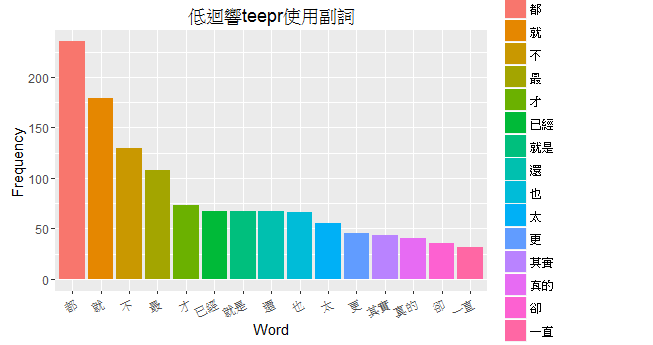 低迴響teepr使用副詞
Frequency
200
150
100
50
0
都
就
不
最
才
已經
就是
還
也
太
更
其實
真的
卻
一直
Word
都
就
不
最
才
已經
就是
還
也
太
更
其實
真的
卻
一直